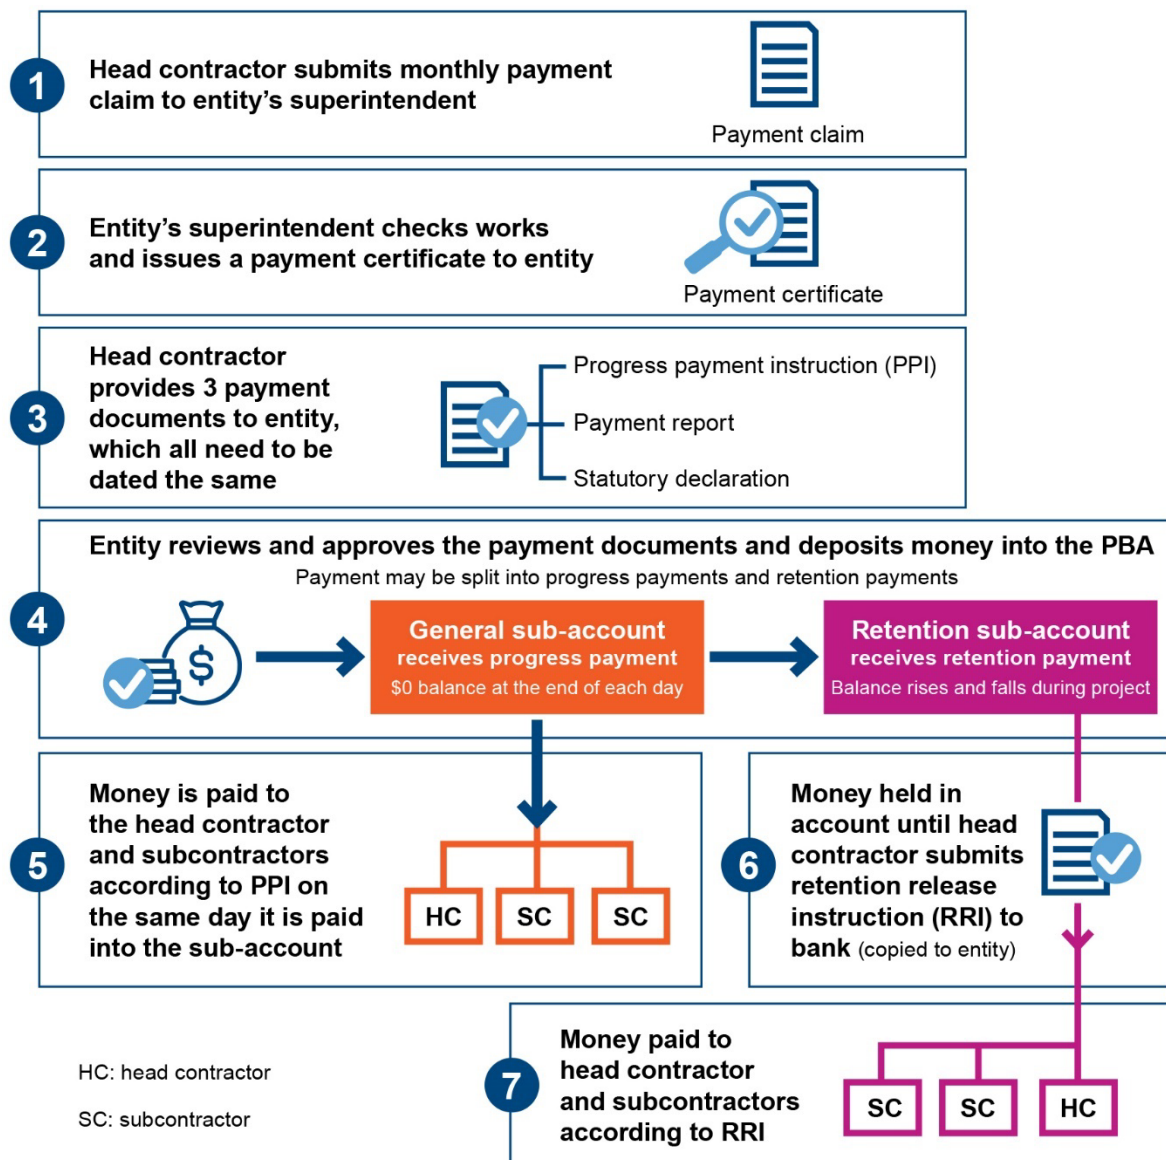 1
Head contractor submits monthly payment
claim to entity’s superintendent
Payment claim
2
Entity’s superintendent checks works
and issues a payment certificate to entity
Payment certificate
3
Head contractor
provides 3 payment
documents to entity,
which all need to be
dated the same
Progress payment instruction (PPI)
Payment report
Statutory declaration
4
Entity reviews and approves the payment documents and deposits money into the PBA
Payment may be split into progress payments and retention payments
$
General sub-account
receives progress payment
$0 balance at the end of each day
Retention sub-account
receives retention payment
Balance rises and falls during project
5
Money is paid to
the head contractor
and subcontractors
according to PPI on
the same day it is paid
into the sub-account
HC
SC
SC
6
Money held in
account until head
contractor submits
retention release
instruction (RRI) to
bank (copied to entity)
7
Money paid to
head contractor
and subcontractors
according to RRI
SC
SC
HC
HC: head contractor
SC: subcontractor